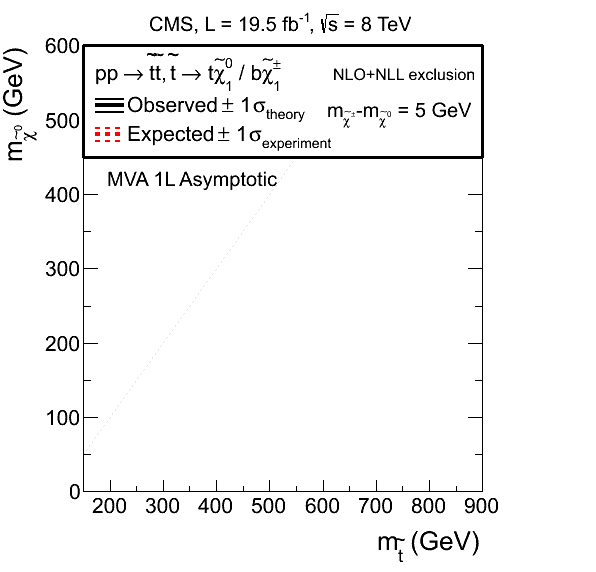 CMS, L = 19.5 fb⁻¹, √s = 8 TeV
pp → t̃t̃, t̃ → tχ̃₁⁰ / bχ̃₁±
NLO+NLL exclusion
Observed ± 1σ_theory
m_χ̃± - m_χ̃⁰ = 5 GeV
Expected ± 1σ_experiment
MVA 1L Asymptotic
m_χ̃⁰ (GeV)
600
500
400
300
200
100
0
200 300 400 500 600 700 800 900
m_t̃ (GeV)